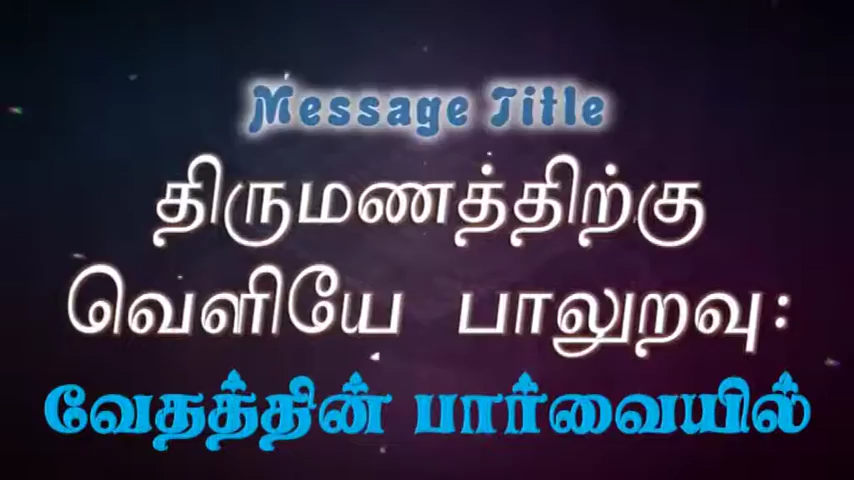 Message Title
திருமணத்திற்கு
வெளியே பாலுறவு:
வேதத்தின் பார்வையில்